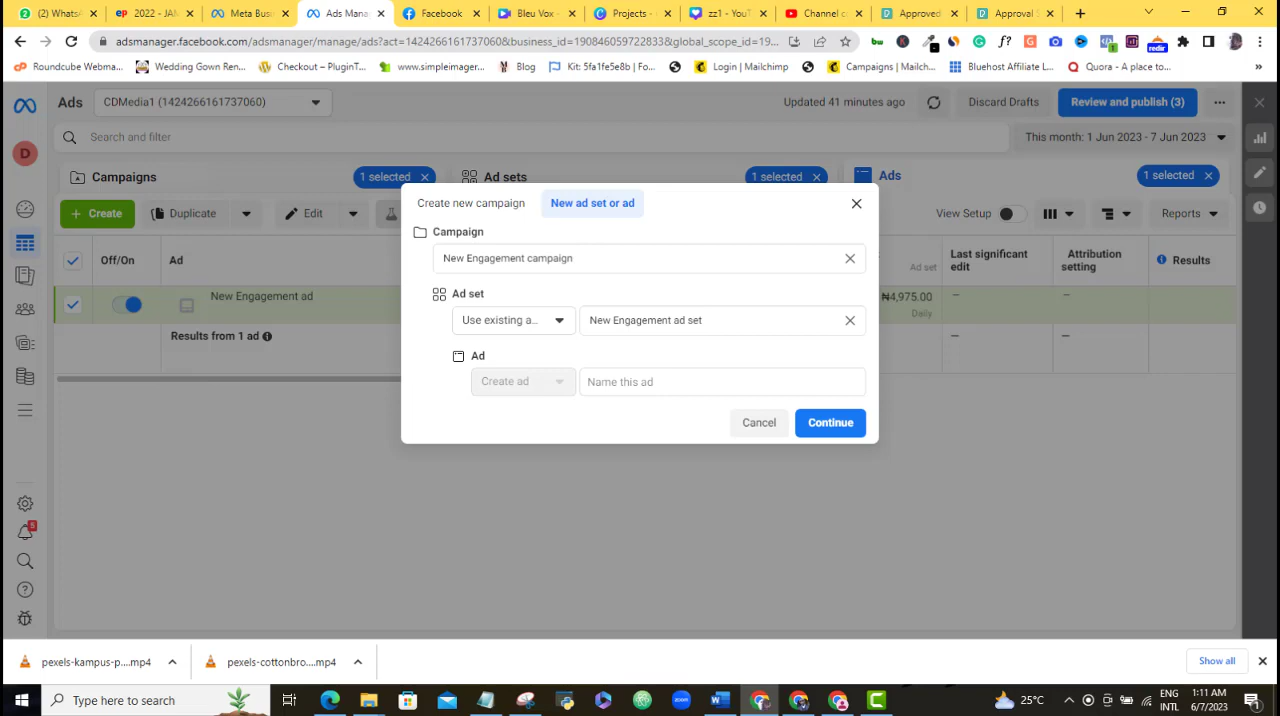 (2) WhatsA
2022 - JAM
Meta Busin
Ads Mana
Facebook
Bleu Vox -
Projects -
zz1 - YouT
Channel co
Approved
Approval S
adsmanager.facebook.com/adsmanager/manage/ads?act=1424266161737060&business_id=190846059722833&global_scope_id=19...
Roundcube Webmai...
Wedding Gown Ren...
Checkout – PluginT...
www.simpleimager...
Blog
Kit: 5fa1fe5e8b | Fo...
Login | Mailchimp
Campaigns | Mailch...
Bluehost Affiliate L...
Quora - A place to...
»
Ads
CDMedia1 (1424266161737060)
Updated 41 minutes ago
Discard Drafts
Review and publish (3)
Search and filter
This month: 1 Jun 2023 - 7 Jun 2023
D
Campaigns
1 selected
Ad sets
1 selected
Ads
1 selected
Create
Duplicate
Edit
View Setup
Reports
Off/On
Ad
Ad set
Last significant
edit
Attribution
setting
Results
New Engagement ad
₦4,975.00
Daily
—
—
Results from 1 ad
—
—
Create new campaign
New ad set or ad
Campaign
New Engagement campaign
Ad set
Use existing a...
New Engagement ad set
Ad
Create ad
Name this ad
Cancel
Continue
5
pexels-kampus-p....mp4
pexels-cottonbro....mp4
Show all
Type here to search
25°C
ENG
INTL
1:11 AM
6/7/2023
1